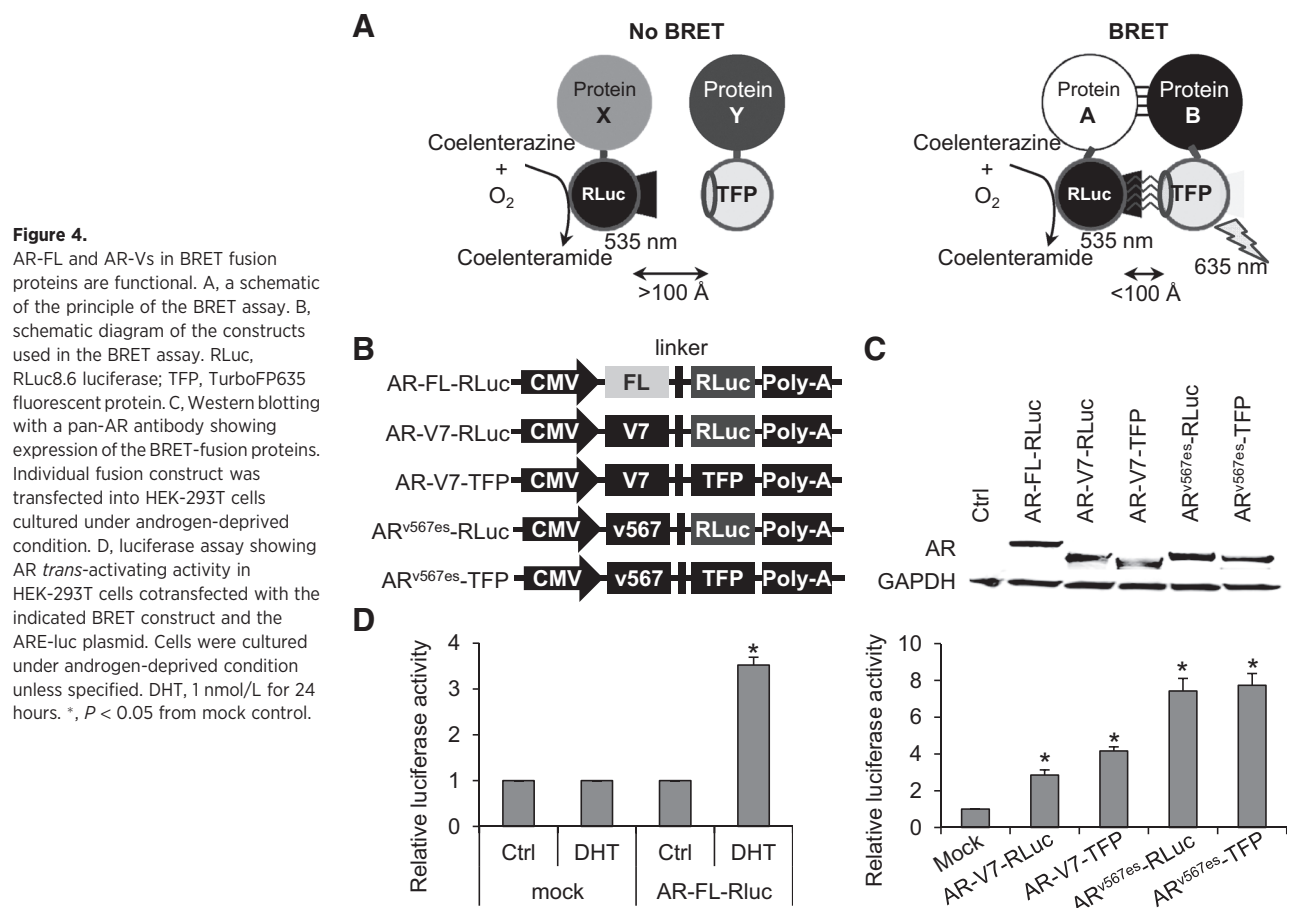 Figure 4.
AR-FL and AR-Vs in BRET fusion
proteins are functional. A, a schematic
of the principle of the BRET assay. B,
schematic diagram of the constructs
used in the BRET assay. RLuc,
RLuc8.6 luciferase; TFP, TurboFP635
fluorescent protein. C, Western blotting
with a pan-AR antibody showing
expression of the BRET-fusion proteins.
Individual fusion construct was
transfected into HEK-293T cells
cultured under androgen-deprived
condition. D, luciferase assay showing
AR trans-activating activity in
HEK-293T cells cotransfected with the
indicated BRET construct and the
ARE-luc plasmid. Cells were cultured
under androgen-deprived condition
unless specified. DHT, 1 nmol/L for 24
hours. *, P < 0.05 from mock control.
A
No BRET
Protein
X
Protein
Y
Coelenterazine
+
O2
RLuc
TFP
535 nm
Coelenteramide
>100 Å
BRET
Protein
A
Protein
B
Coelenterazine
+
O2
RLuc
TFP
535 nm
Coelenteramide
635 nm
<100 Å
B
linker
AR-FL-RLuc CMV FL RLuc Poly-A
AR-V7-RLuc CMV V7 RLuc Poly-A
AR-V7-TFP CMV V7 TFP Poly-A
ARv567es-RLuc CMV v567 RLuc Poly-A
ARv567es-TFP CMV v567 TFP Poly-A
C
Ctrl
AR-FL-RLuc
AR-V7-RLuc
AR-V7-TFP
ARv567es-RLuc
ARv567es-TFP
AR
GAPDH
D
Relative luciferase activity
4
3
2
1
0
*
Ctrl DHT Ctrl DHT
mock AR-FL-Rluc
Relative luciferase activity
10
8
6
4
2
0
* * * *
Mock
AR-V7-RLuc
AR-V7-TFP
ARv567es-RLuc
ARv567es-TFP